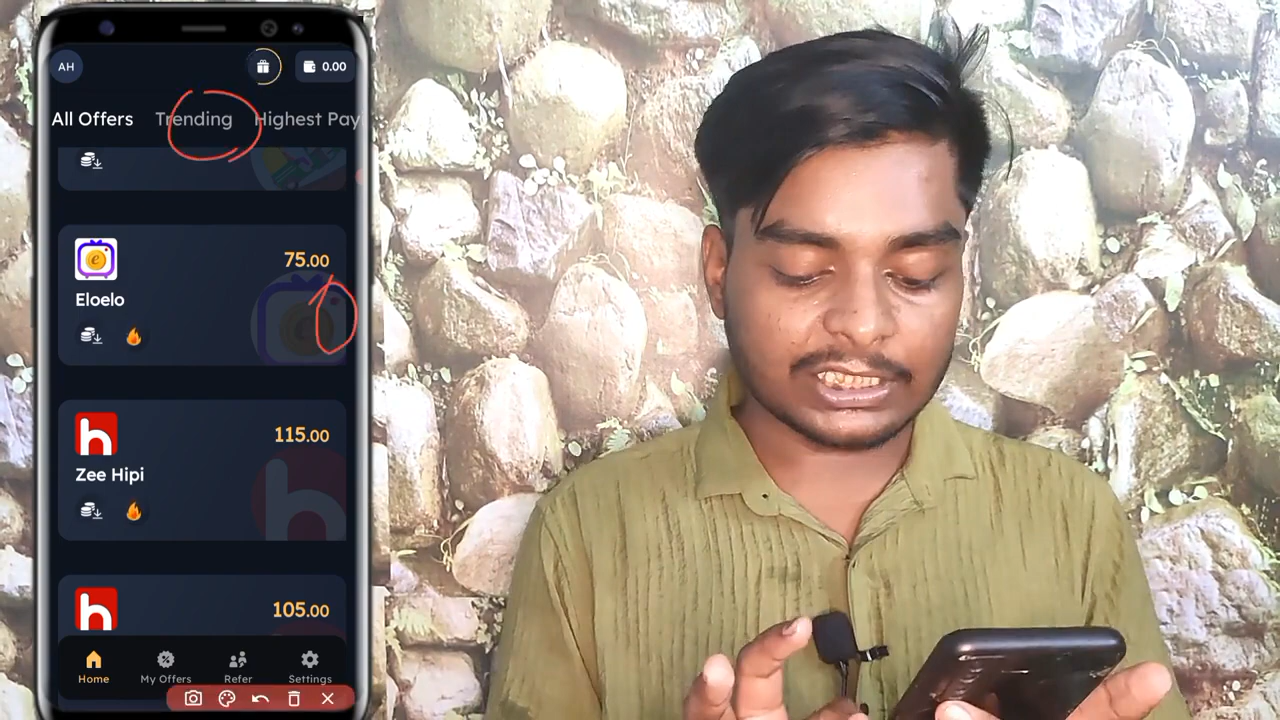 AH
0.00
All Offers Trending Highest Pay
75.00
Eloelo
115.00
Zee Hipi
105.00
Home My Offers Refer Settings